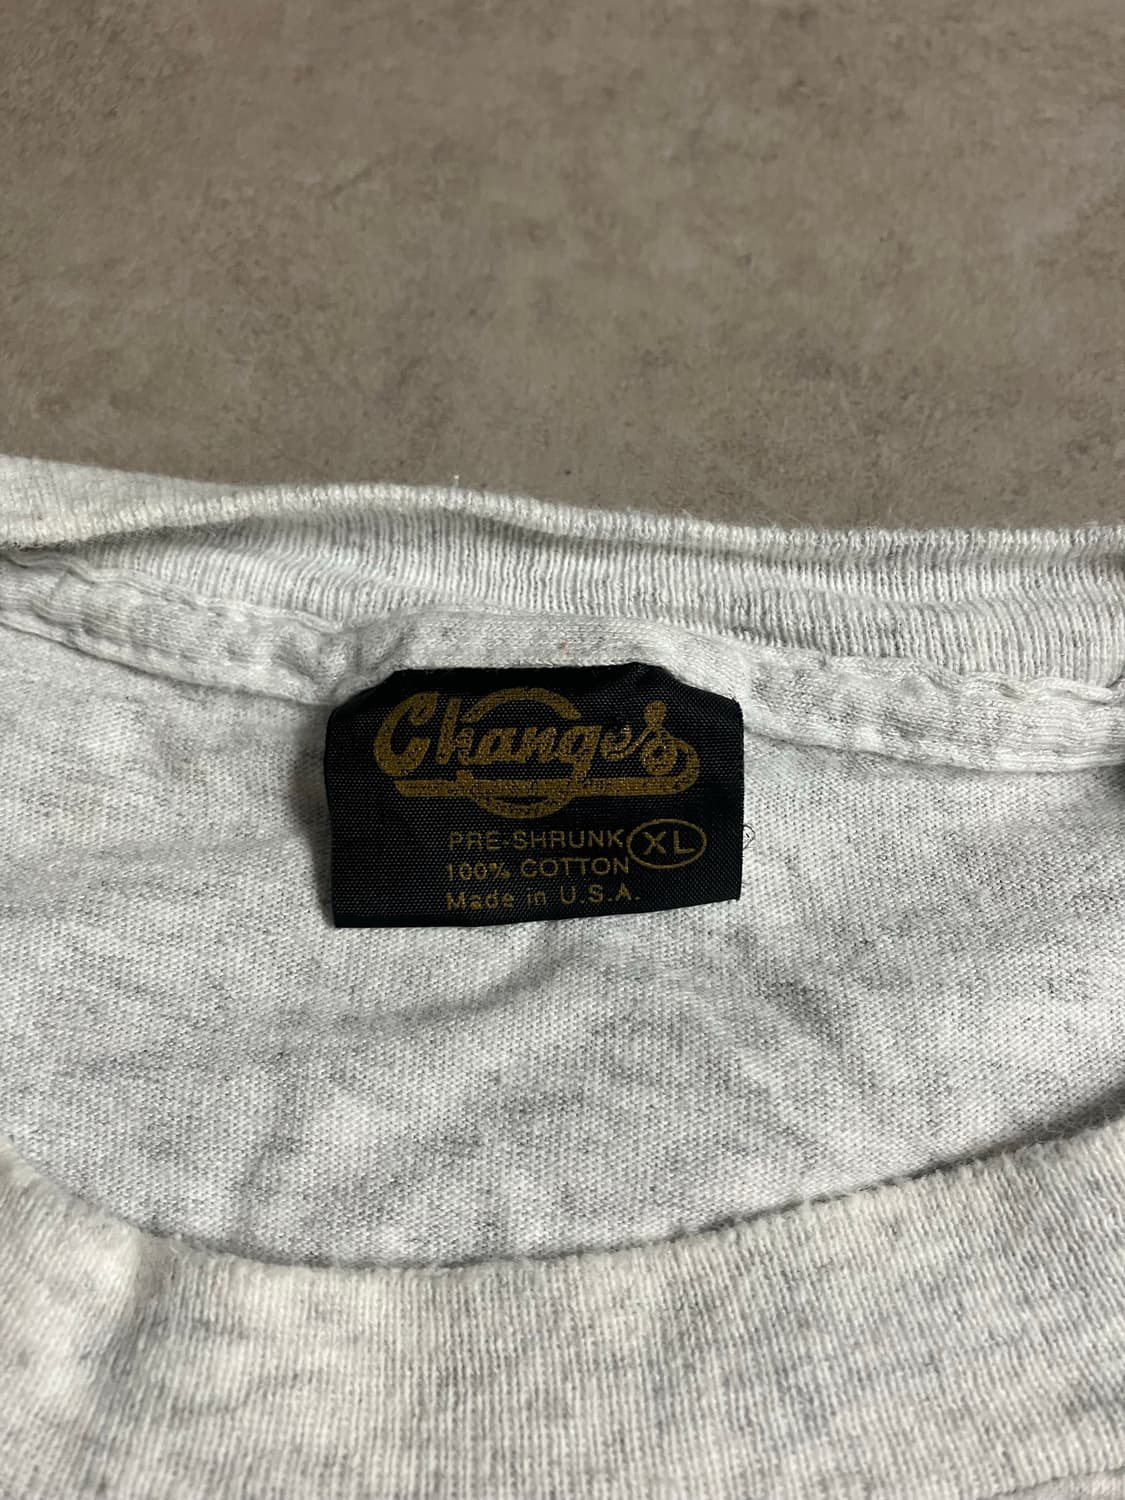 Changes
PRE-SHRUNK XL
100% COTTON
Made in U.S.A.